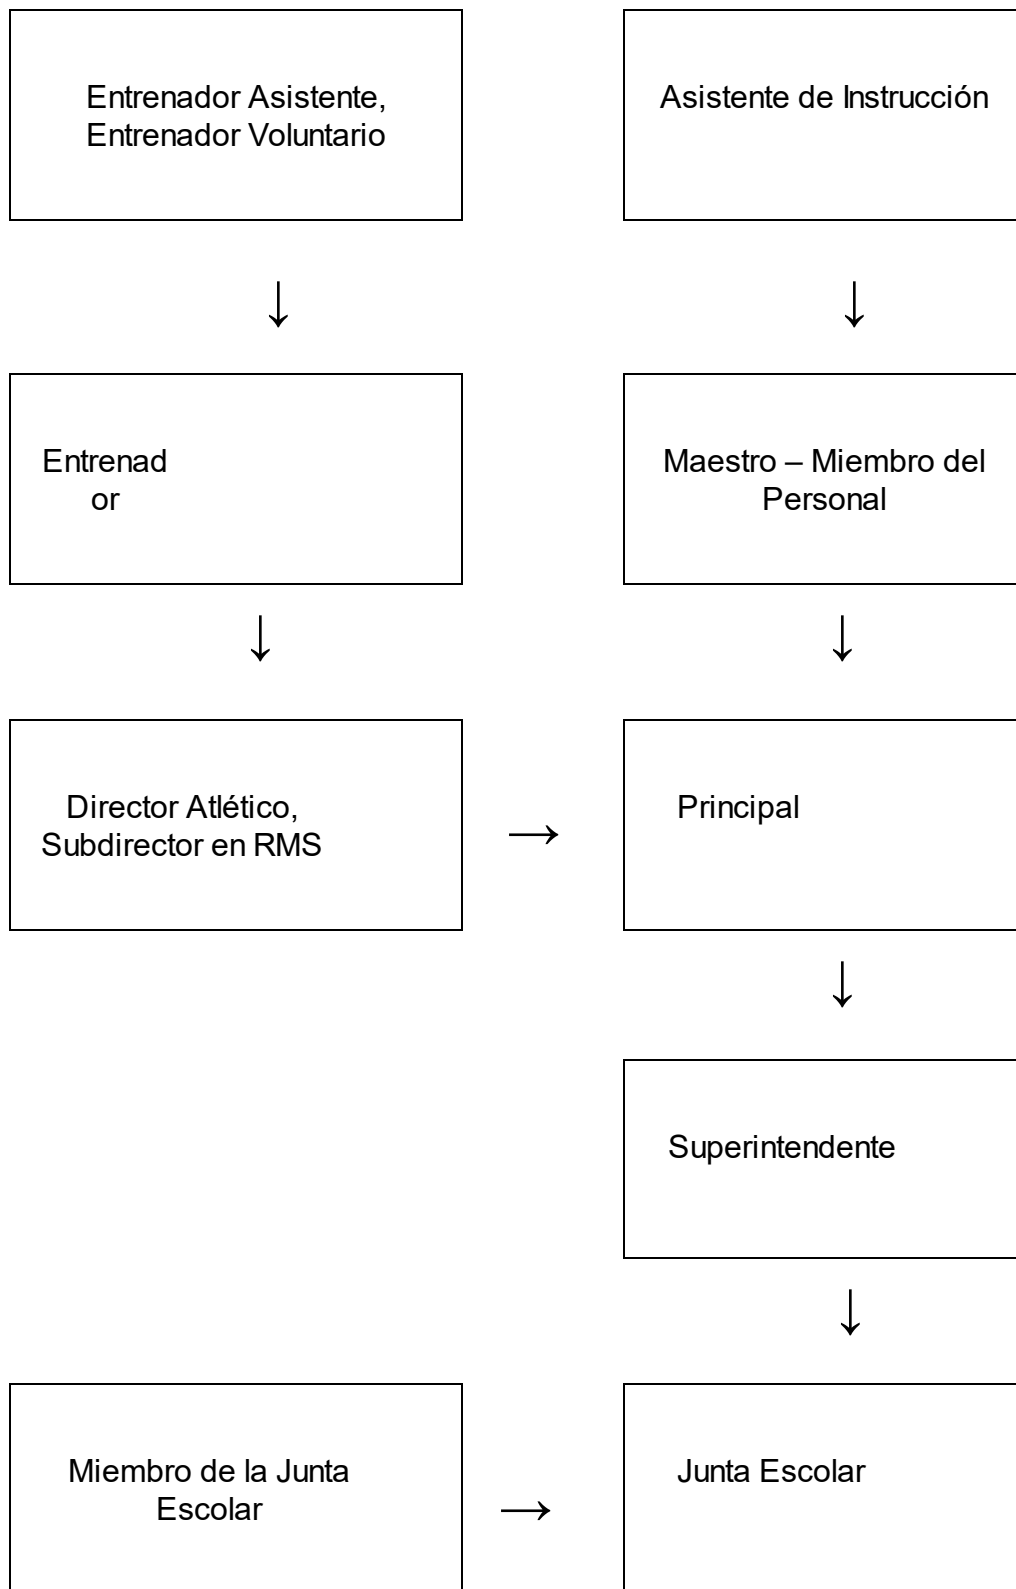 Entrenador Asistente,
Entrenador Voluntario
Asistente de Instrucción
Entrenad
or
Maestro – Miembro del
Personal
Director Atlético,
Subdirector en RMS
Principal
Superintendente
Miembro de la Junta
Escolar
Junta Escolar